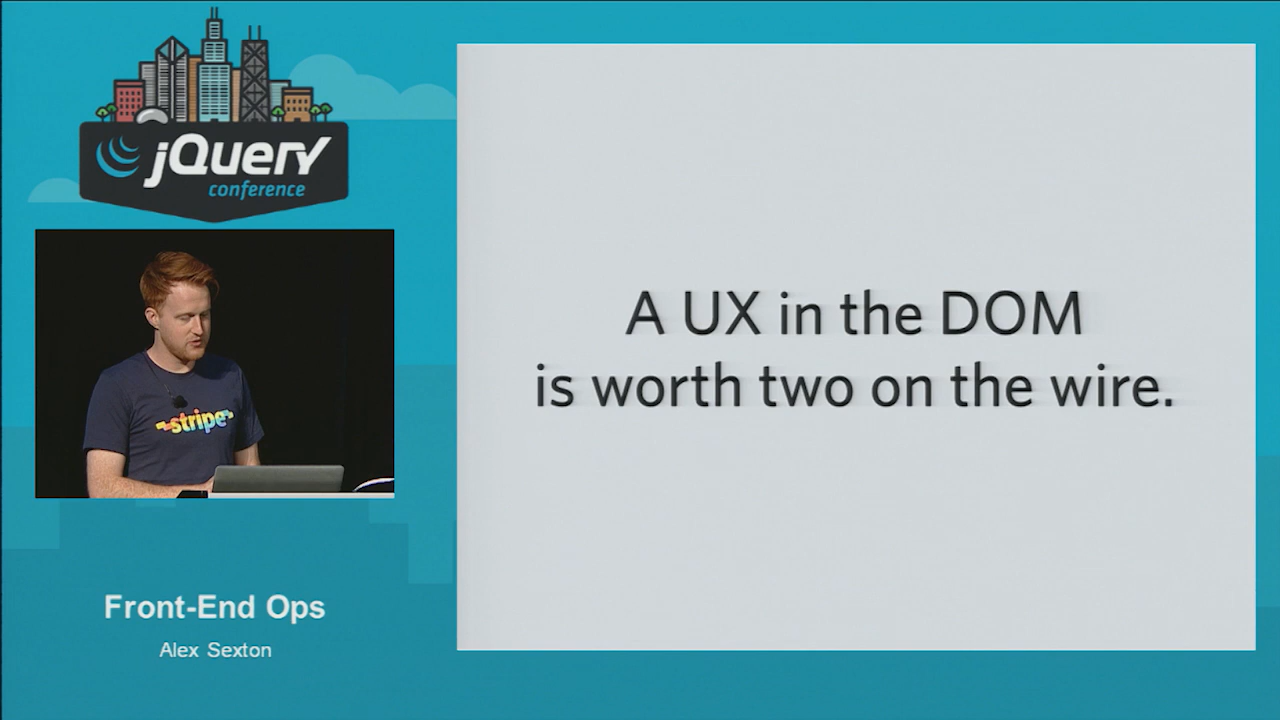 jQuery
conference
stripe
Front-End Ops
Alex Sexton
A UX in the DOM
is worth two on the wire.